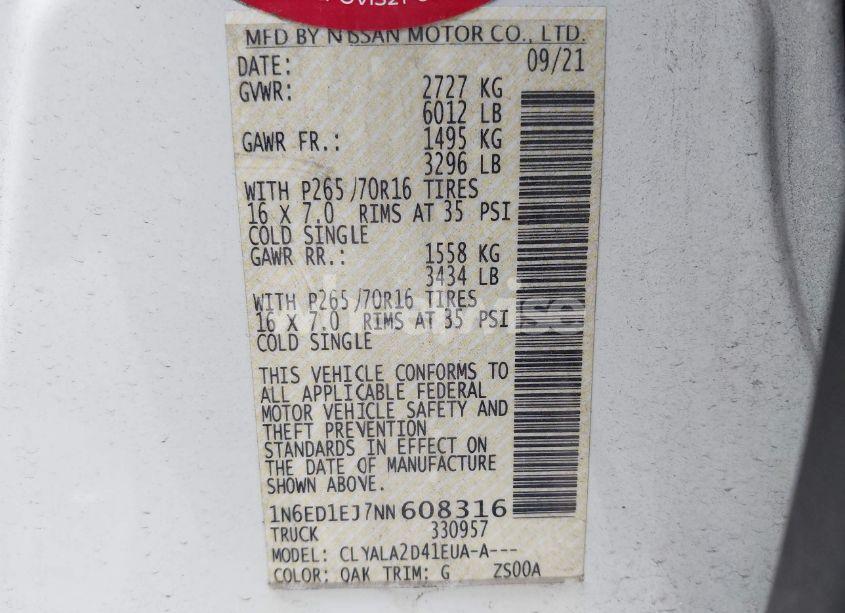 MFD BY NISSAN MOTOR CO., LTD.
DATE: 09/21
GVWR: 2727 KG
6012 LB
GAWR FR.: 1495 KG
3296 LB
WITH P265/70R16 TIRES
16 X 7.0 RIMS AT 35 PSI
COLD SINGLE
GAWR RR.: 1558 KG
3434 LB
WITH P265/70R16 TIRES
16 X 7.0 RIMS AT 35 PSI
COLD SINGLE
THIS VEHICLE CONFORMS TO
ALL APPLICABLE FEDERAL
MOTOR VEHICLE SAFETY AND
THEFT PREVENTION
STANDARDS IN EFFECT ON
THE DATE OF MANUFACTURE
SHOWN ABOVE.
1N6ED1EJ7NN608316
TRUCK 330957
MODEL: CLYALA2D41EUA-A---
COLOR: QAK TRIM: G ZS00A